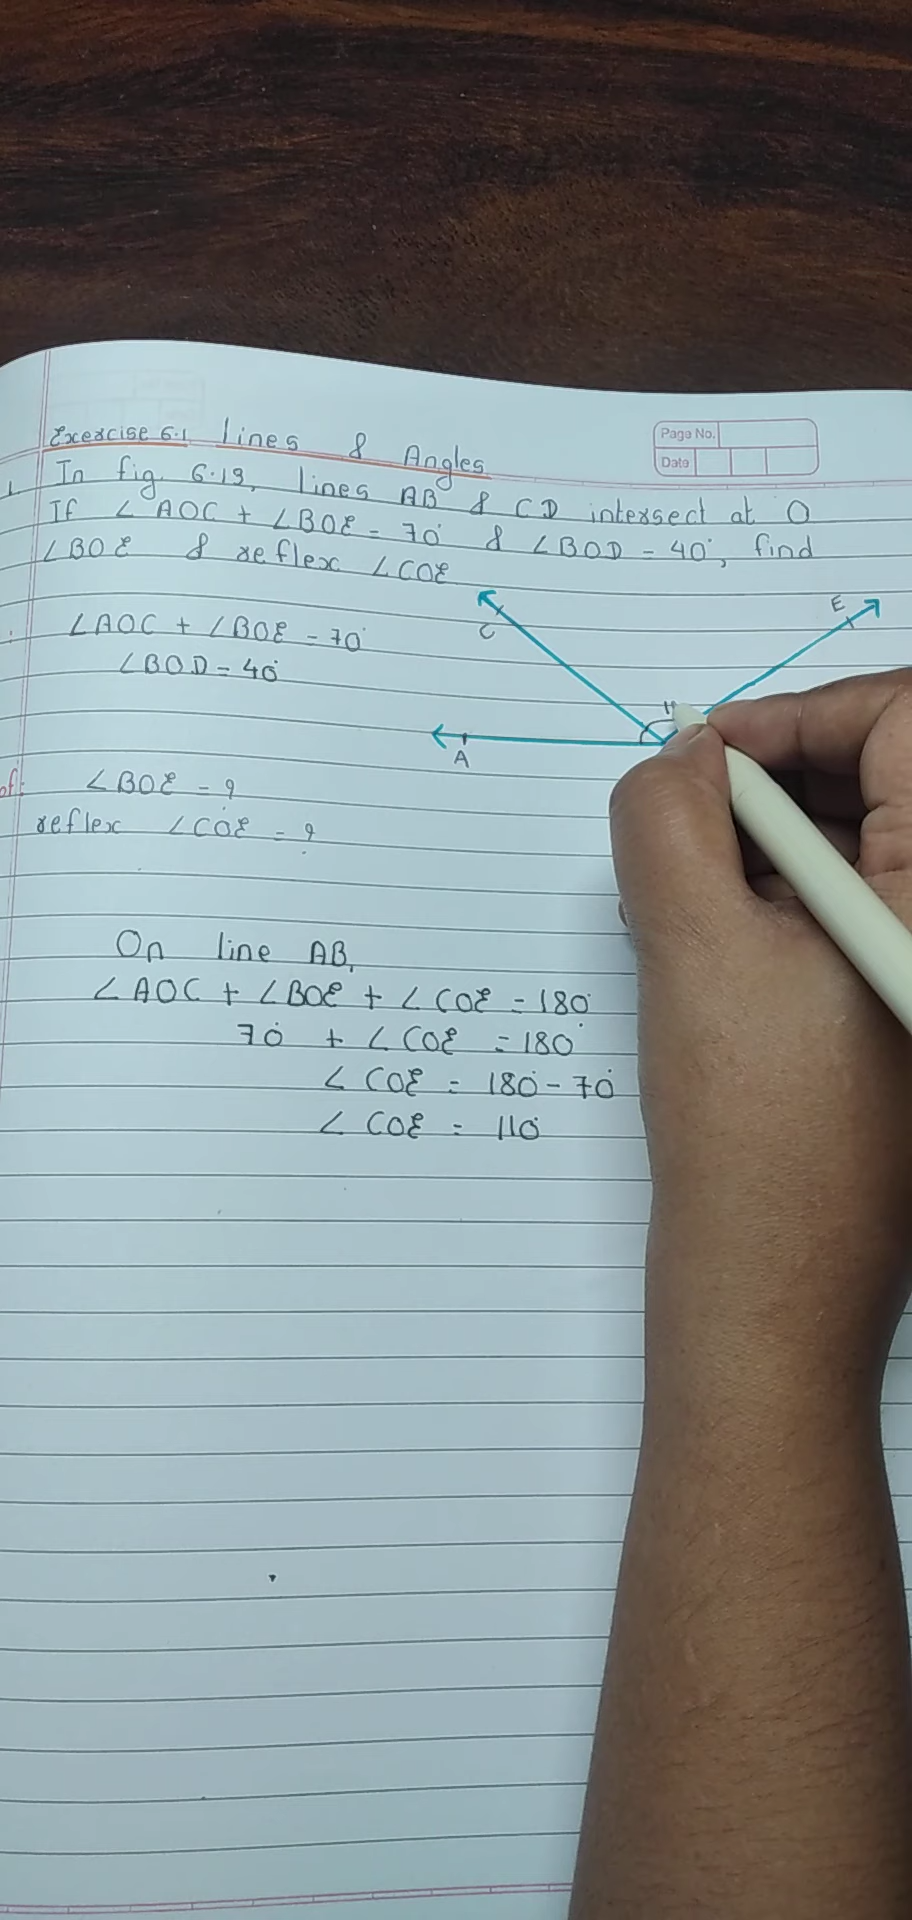 Exercise 6.1 Lines & Angles
Page No.
Date
1. In fig. 6.13, lines AB & CD intersect at O
If ∠AOC + ∠BOE = 70° & ∠BOD = 40°, find
∠BOE & reflex ∠COE
∠AOC + ∠BOE = 70°
∠BOD = 40°
C
E
A
of:
∠BOE = ?
reflex ∠COE = ?
On line AB,
∠AOC + ∠BOE + ∠COE = 180°
70° + ∠COE = 180°
∠COE = 180° - 70°
∠COE = 110°